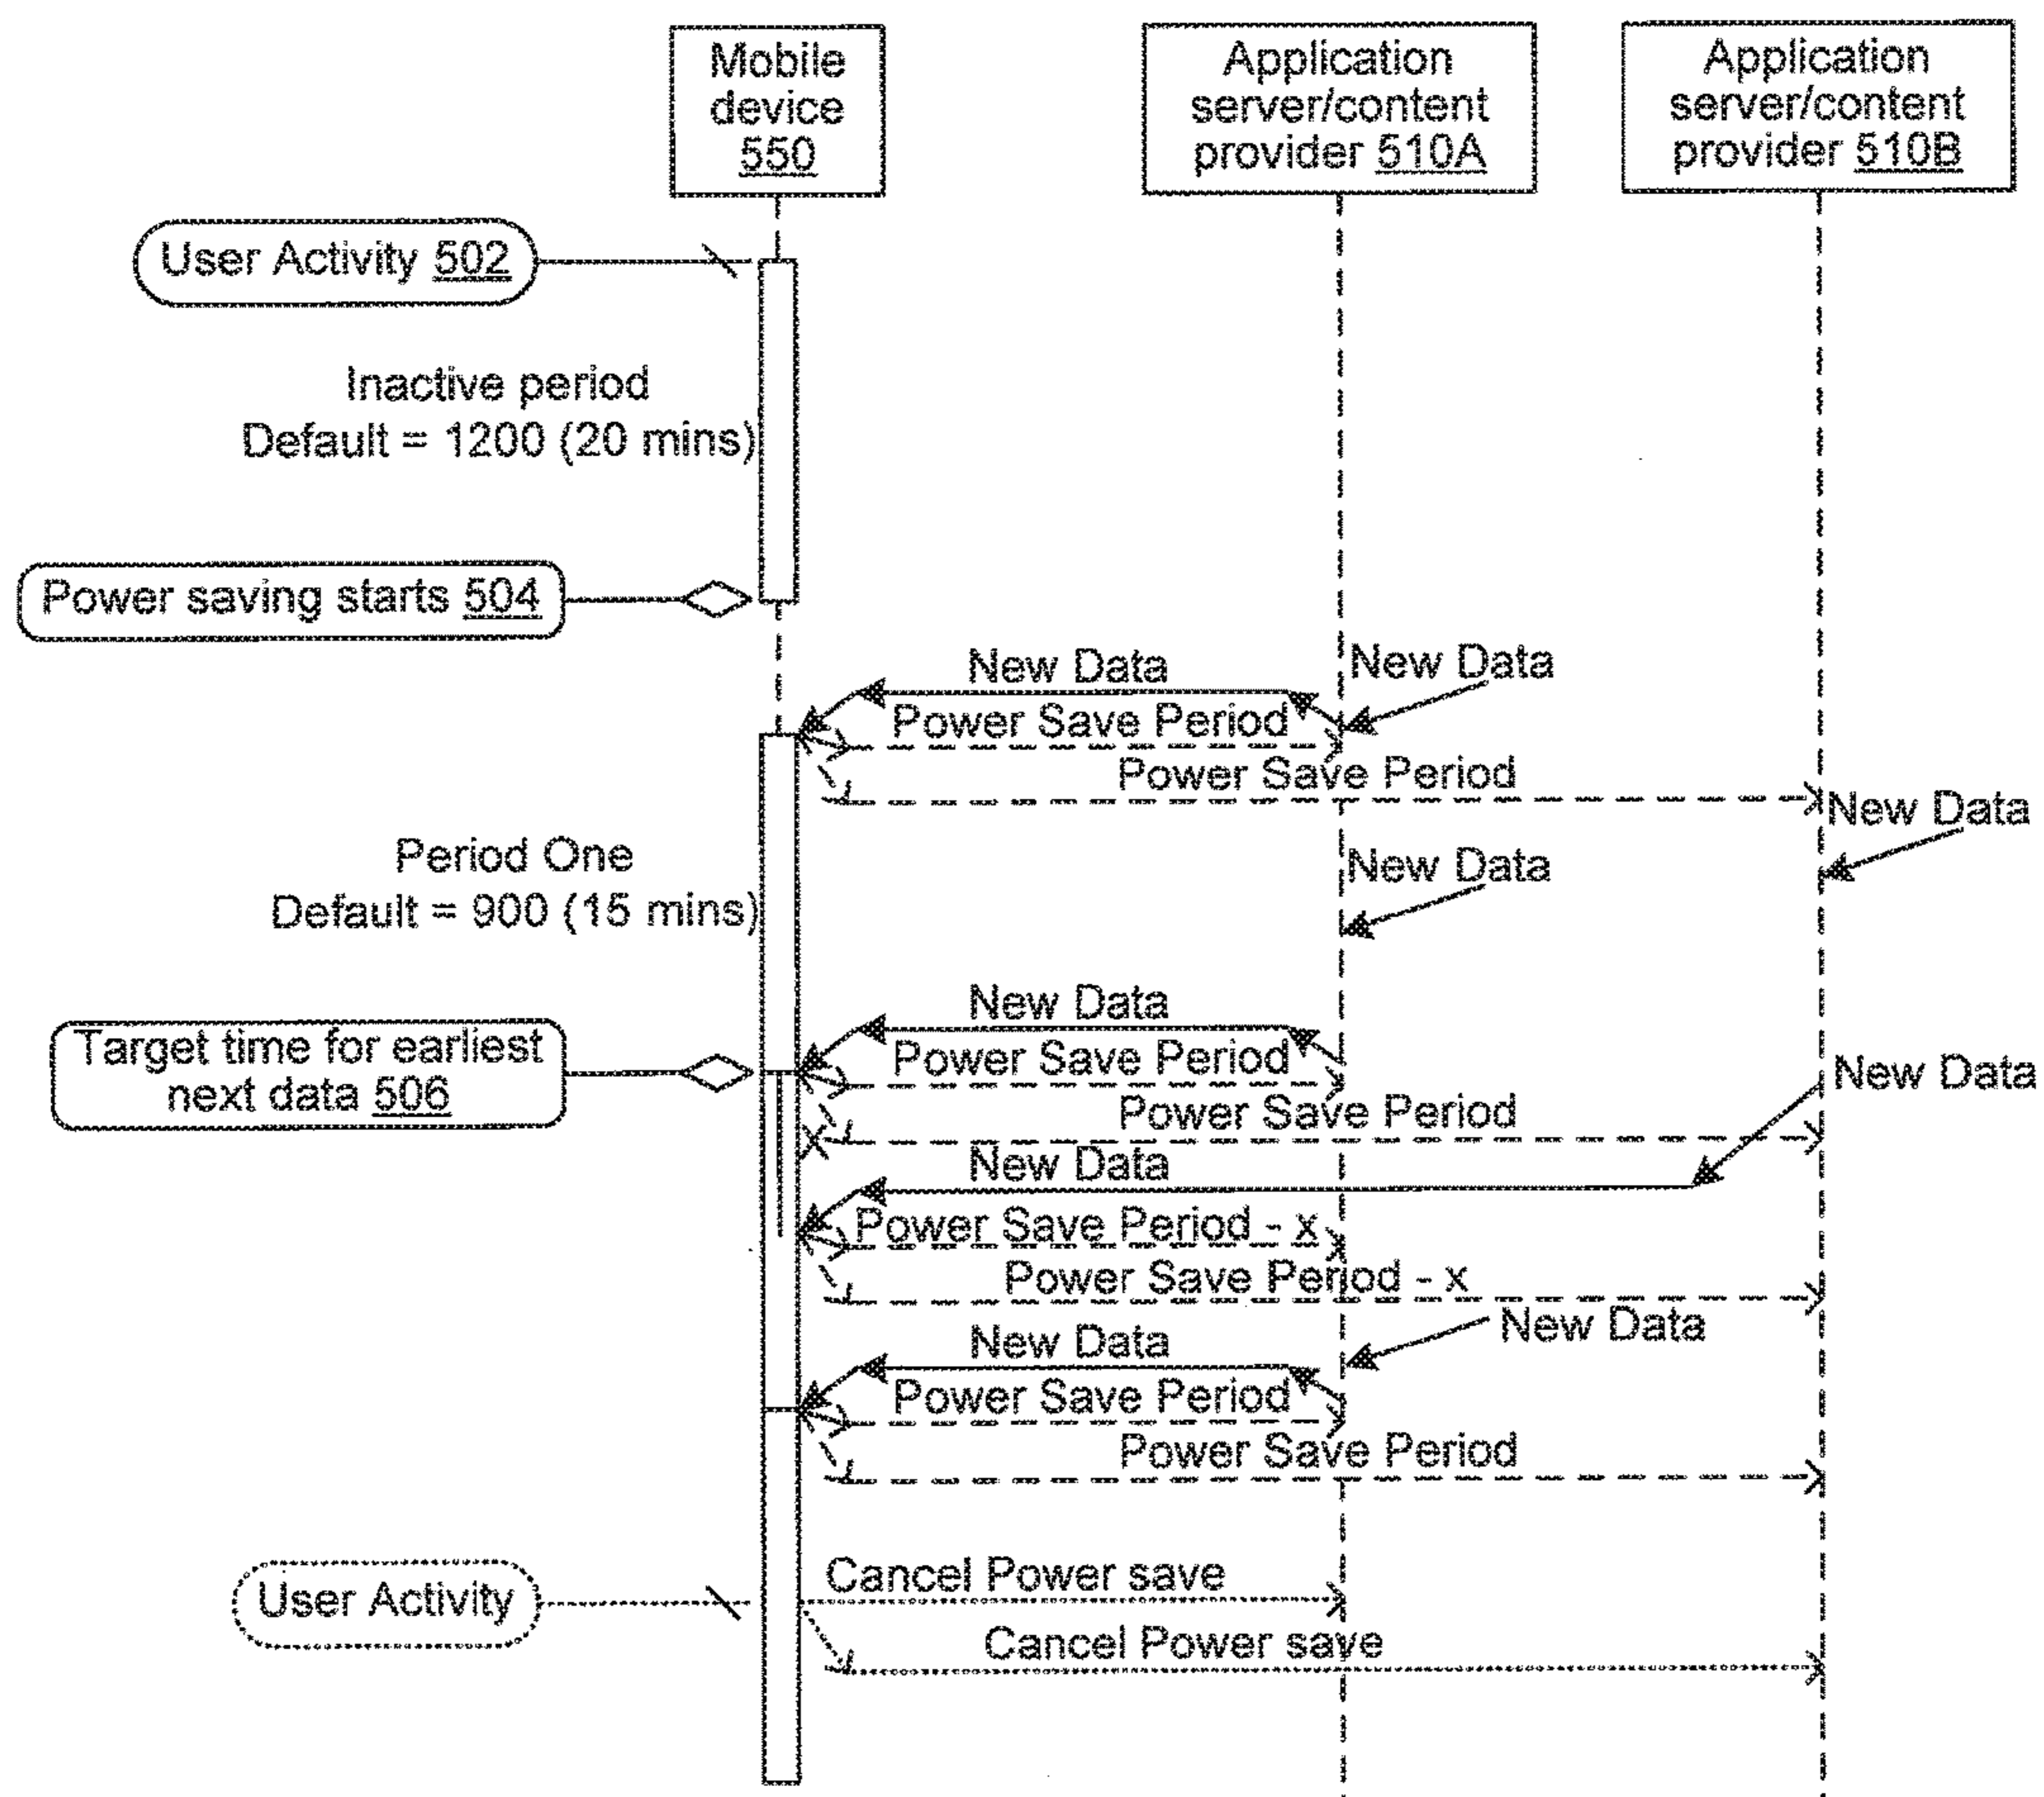 Mobile
device
550
Application
server/content
provider 510A
Application
server/content
provider 510B
User Activity 502
Inactive period
Default = 1200 (20 mins)
Power saving starts 504
New Data
New Data
Power Save Period
Power Save Period
New Data
Period One
New Data
Default = 900 (15 mins)
New Data
Target time for earliest
next data 506
Power Save Period
New Data
Power Save Period
New Data
Power Save Period - x
Power Save Period - x
New Data
New Data
Power Save Period
Power Save Period
User Activity
Cancel Power save
Cancel Power save